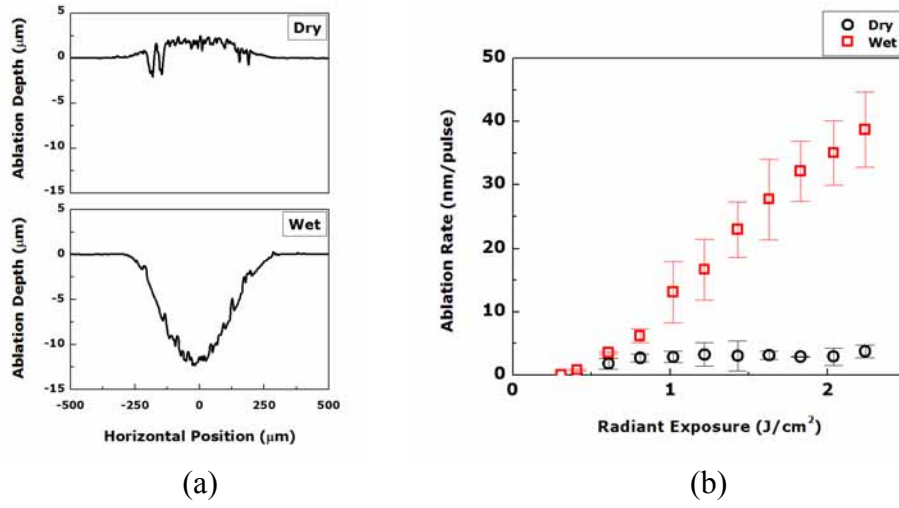 5
0
-5
-10
-15
Ablation Depth (μm)
Dry
5
0
-5
-10
-15
Ablation Depth (μm)
Wet
-500 -250 0 250 500
Horizontal Position (μm)
(a)
Dry
Wet
50
40
30
20
10
0
Ablation Rate (nm/pulse)
0 1 2
Radiant Exposure (J/cm²)
(b)